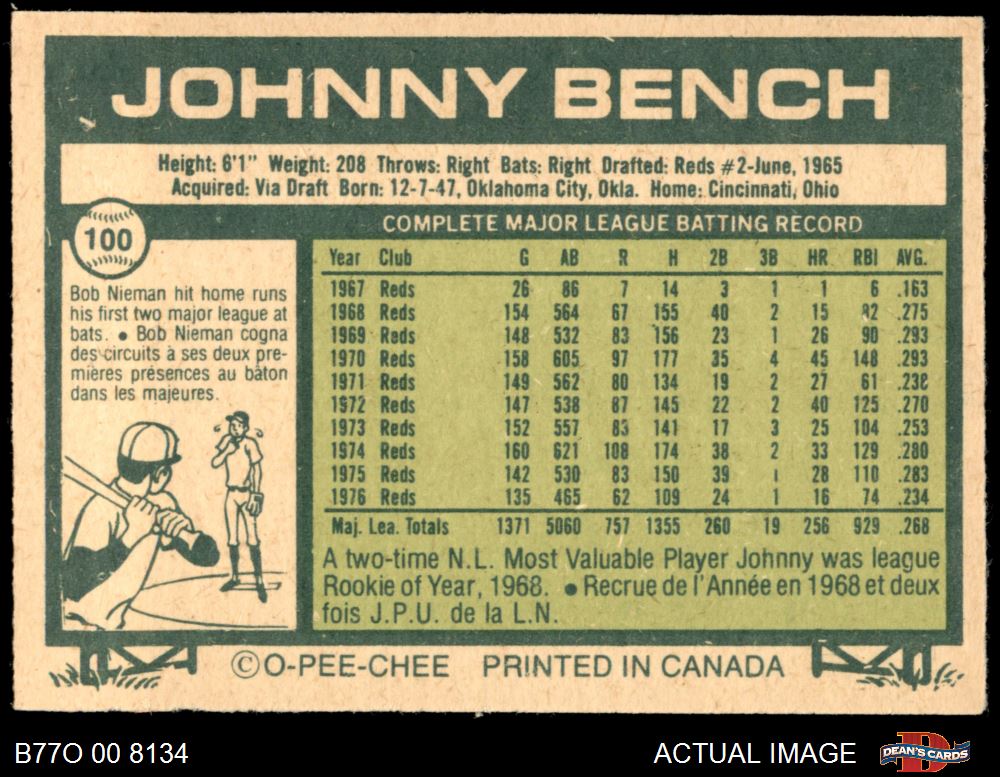 JOHNNY BENCH
Height: 6'1" Weight: 208 Throws: Right Bats: Right Drafted: Reds #2-June, 1965
Acquired: Via Draft Born: 12-7-47, Oklahoma City, Okla. Home: Cincinnati, Ohio
100
Bob Nieman hit home runs
his first two major league at
bats. • Bob Nieman cogna
des circuits à ses deux pre-
mières présences au bâton
dans les majeures.
COMPLETE MAJOR LEAGUE BATTING RECORD
Year Club G AB R H 2B 3B HR RBI AVG.
1967 Reds 26 86 7 14 3 1 1 6 .163
1968 Reds 154 564 67 155 40 2 15 82 .275
1969 Reds 148 532 83 156 23 1 26 90 .293
1970 Reds 158 605 97 177 35 4 45 148 .293
1971 Reds 149 562 80 134 19 2 27 61 .238
1972 Reds 147 538 87 145 22 2 40 125 .270
1973 Reds 152 557 83 141 17 3 25 104 .253
1974 Reds 160 621 108 174 38 2 33 129 .280
1975 Reds 142 530 83 150 39 1 28 110 .283
1976 Reds 135 465 62 109 24 1 16 74 .234
Maj. Lea. Totals 1371 5060 757 1355 260 19 256 929 .268
A two-time N.L. Most Valuable Player Johnny was league
Rookie of Year, 1968. • Recrue de l'Année en 1968 et deux
fois J.P.U. de la L.N.
©O-PEE-CHEE PRINTED IN CANADA
B77O 00 8134
ACTUAL IMAGE
DEAN'S CARDS